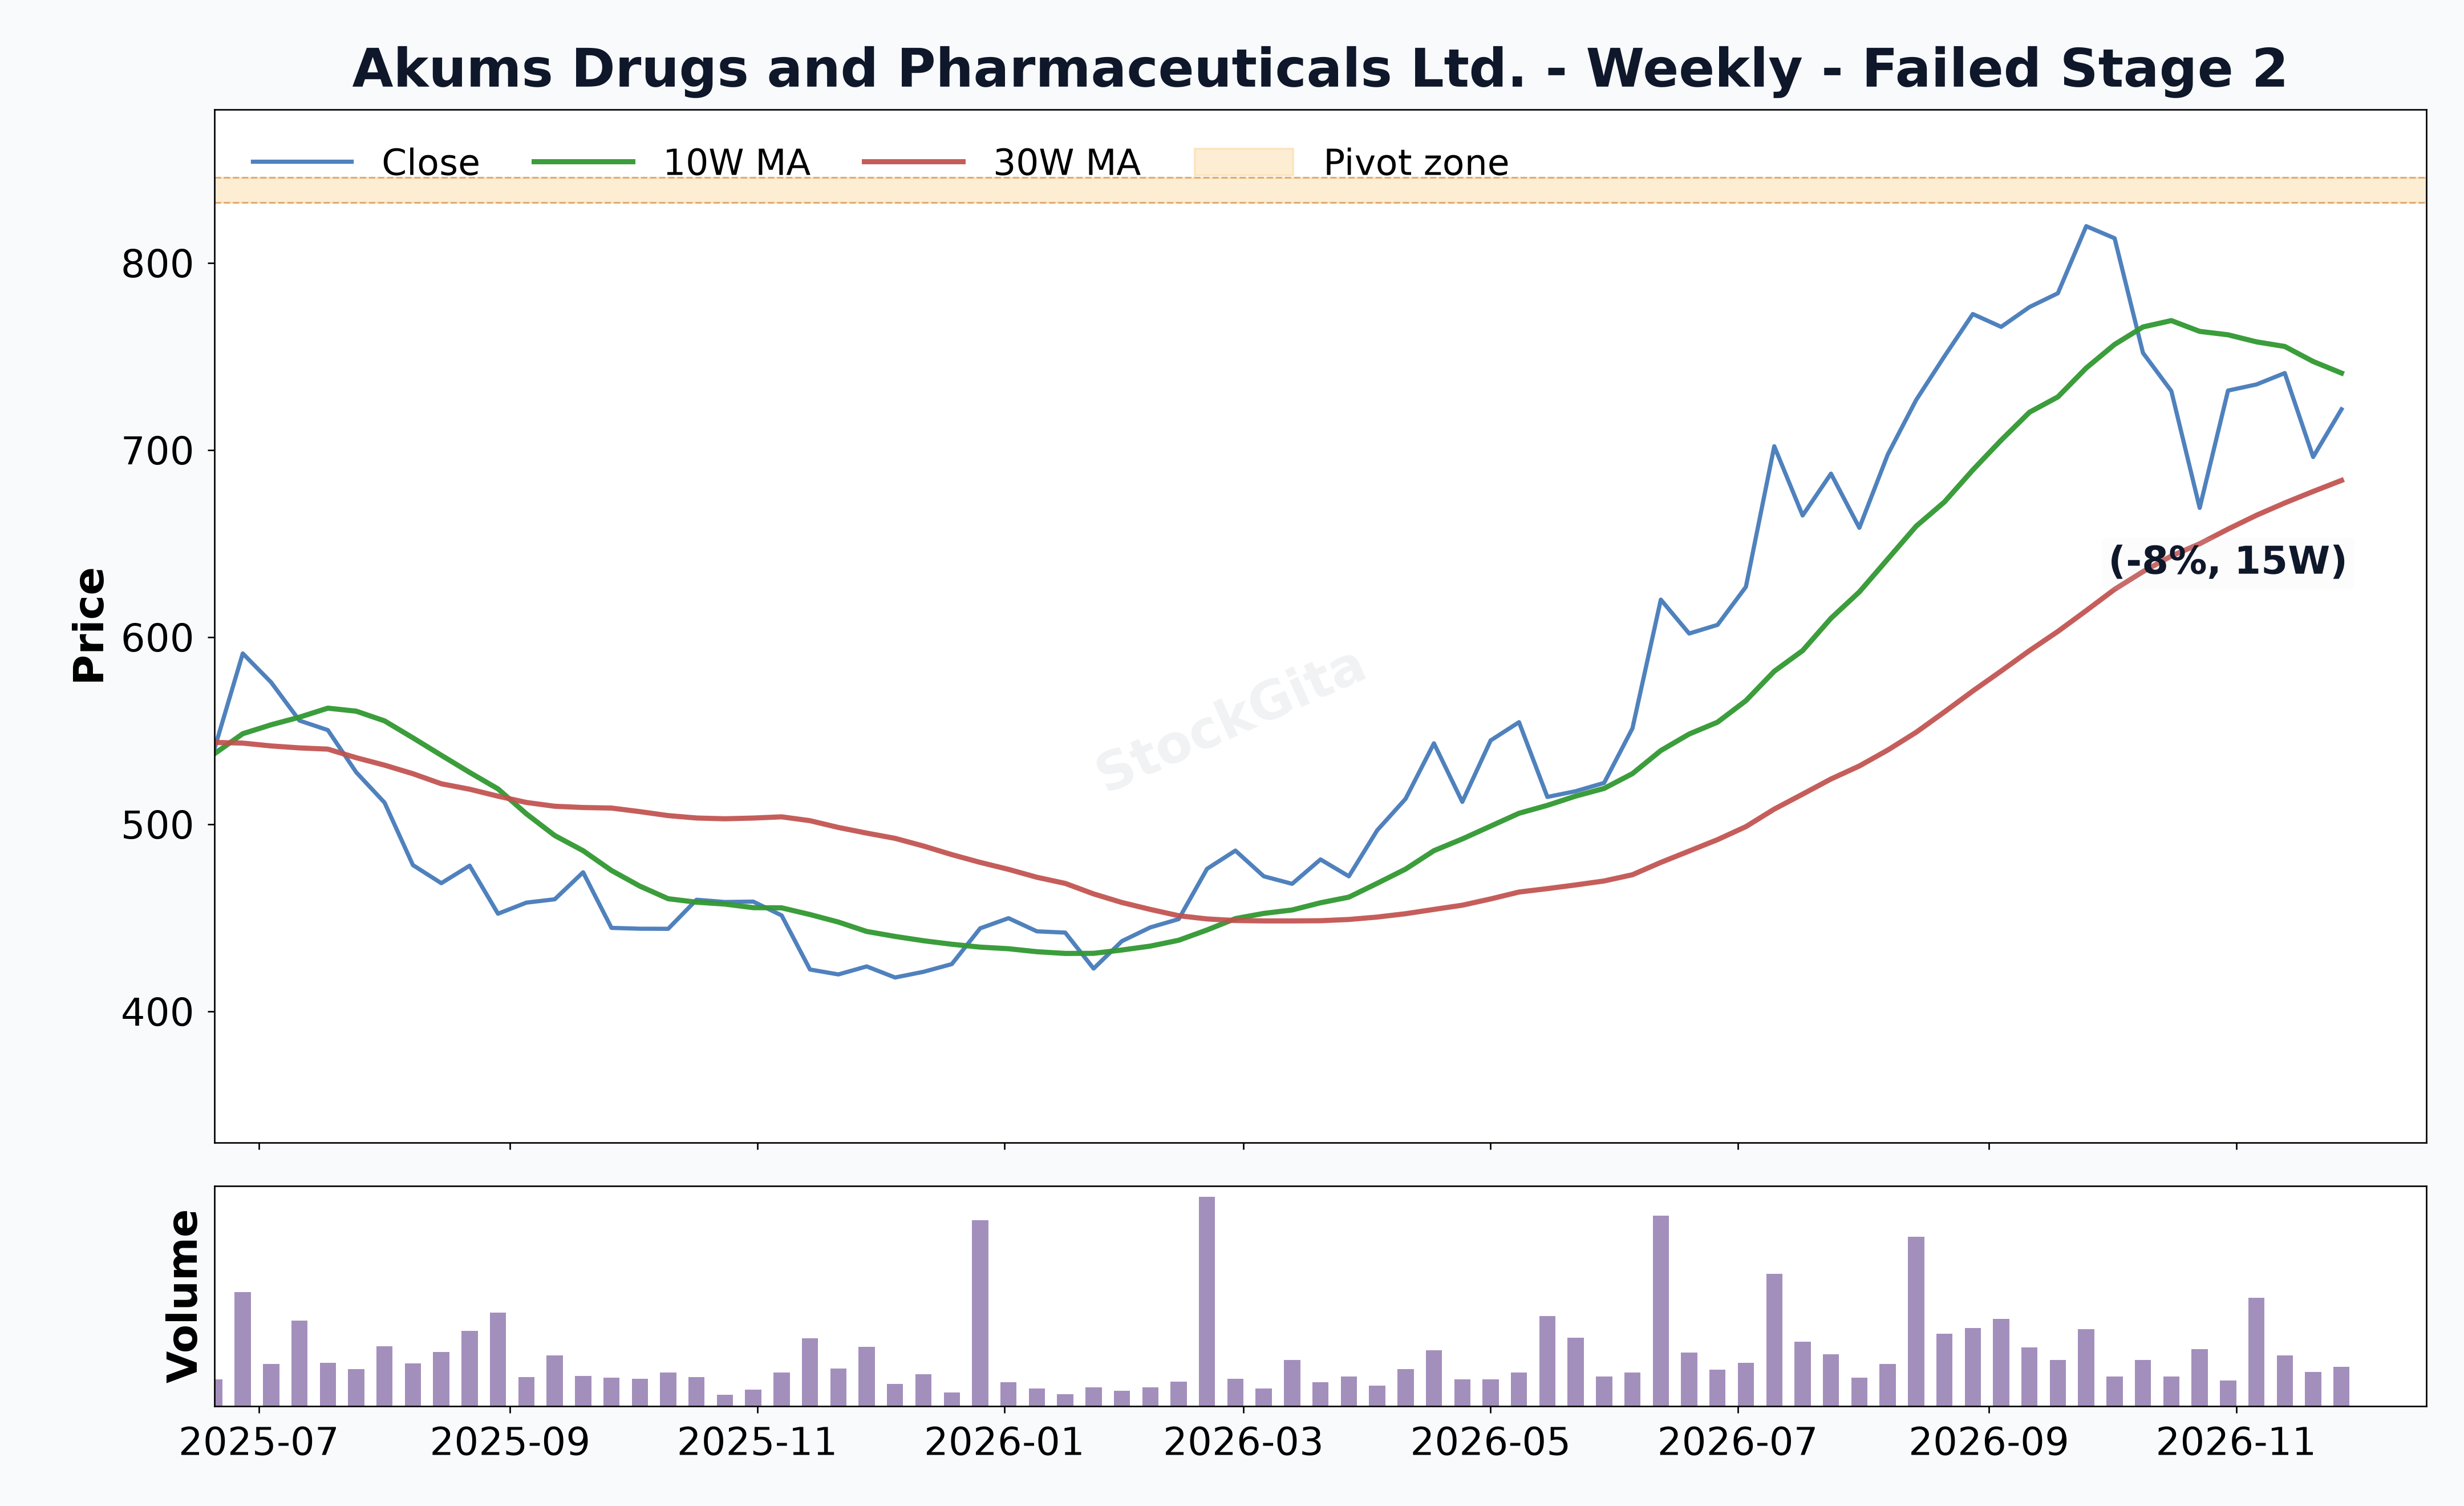 Akums Drugs and Pharmaceuticals Ltd. - Weekly - Failed Stage 2
Close 10W MA 30W MA Pivot zone
800
700
600
500
400
Price
(-8%, 15W)
StockGita
Volume
2025-07 2025-09 2025-11 2026-01 2026-03 2026-05 2026-07 2026-09 2026-11